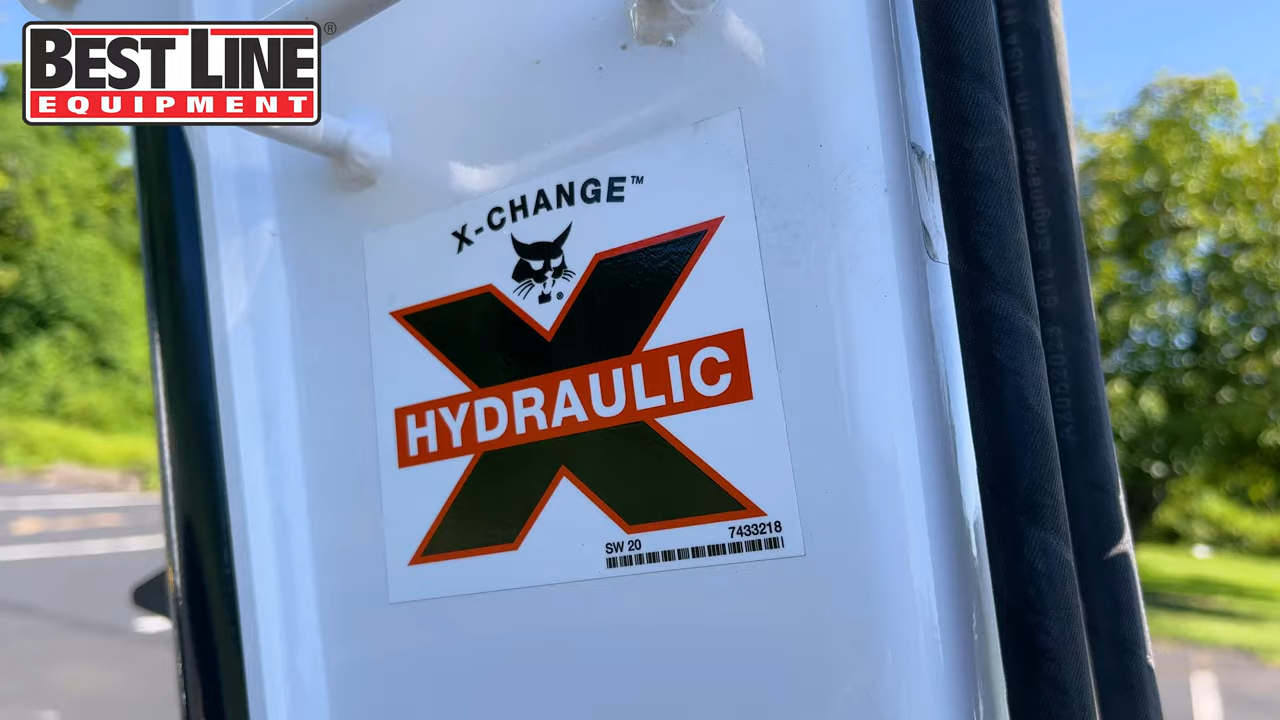 BEST LINE®
EQUIPMENT
X-CHANGE™
®
HYDRAULIC
SW 20
7433218